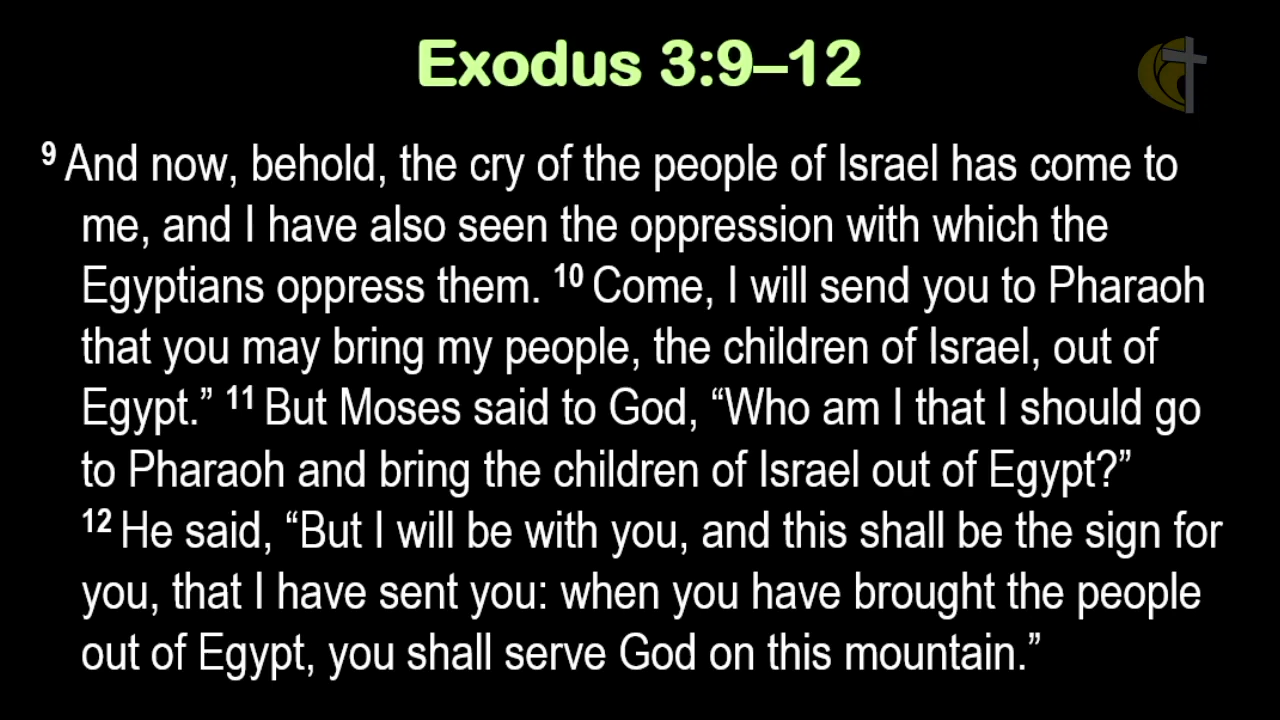 Exodus 3:9–12
9 And now, behold, the cry of the people of Israel has come to
me, and I have also seen the oppression with which the
Egyptians oppress them. 10 Come, I will send you to Pharaoh
that you may bring my people, the children of Israel, out of
Egypt.” 11 But Moses said to God, “Who am I that I should go
to Pharaoh and bring the children of Israel out of Egypt?”
12 He said, “But I will be with you, and this shall be the sign for
you, that I have sent you: when you have brought the people
out of Egypt, you shall serve God on this mountain.”